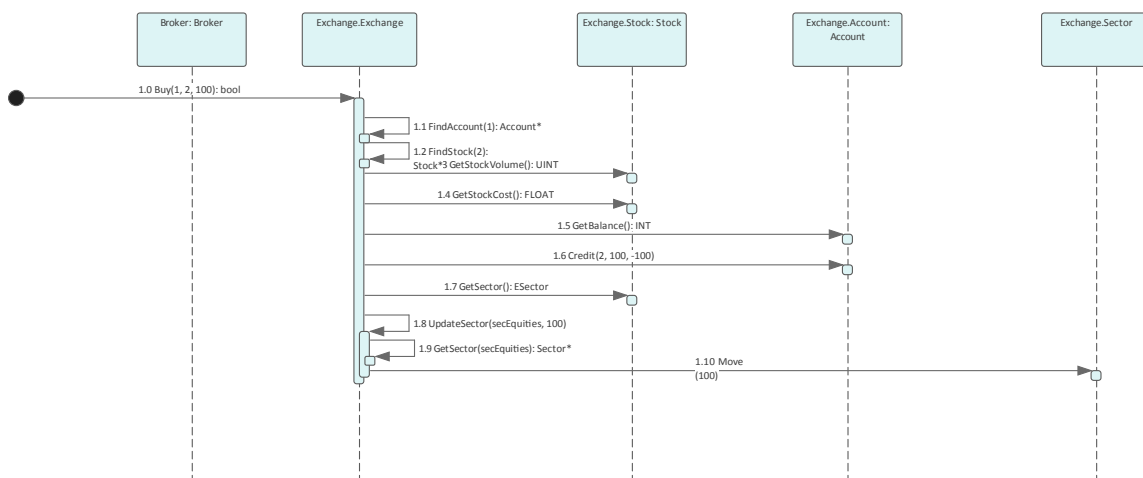 Broker: Broker
Exchange.Exchange
Exchange.Stock: Stock
Exchange.Account:
Account
Exchange.Sector
1.0 Buy(1, 2, 100): bool
1.1 FindAccount(1): Account*
1.2 FindStock(2):
Stock*3 GetStockVolume(): UINT
1.4 GetStockCost(): FLOAT
1.5 GetBalance(): INT
1.6 Credit(2, 100, -100)
1.7 GetSector(): ESector
1.8 UpdateSector(secEquities, 100)
1.9 GetSector(secEquities): Sector*
1.10 Move
(100)